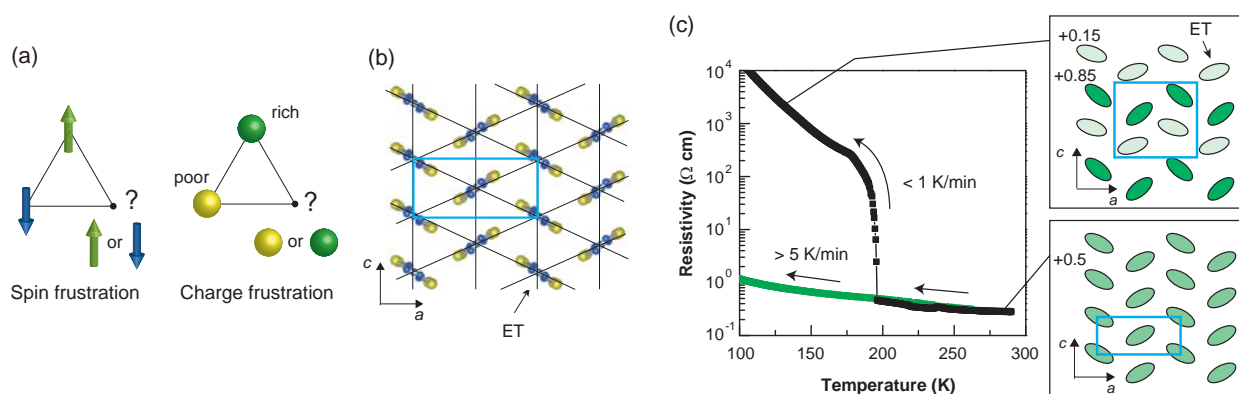 (a)
rich
poor
?
?
or
or
Spin frustration
Charge frustration
(b)
c
a
ET
(c)
Resistivity (Ω cm)
10^4
10^3
10^2
10^1
10^0
10^-1
100
150
200
250
300
Temperature (K)
< 1 K/min
> 5 K/min
+0.15
+0.85
ET
c
a
+0.5
c
a